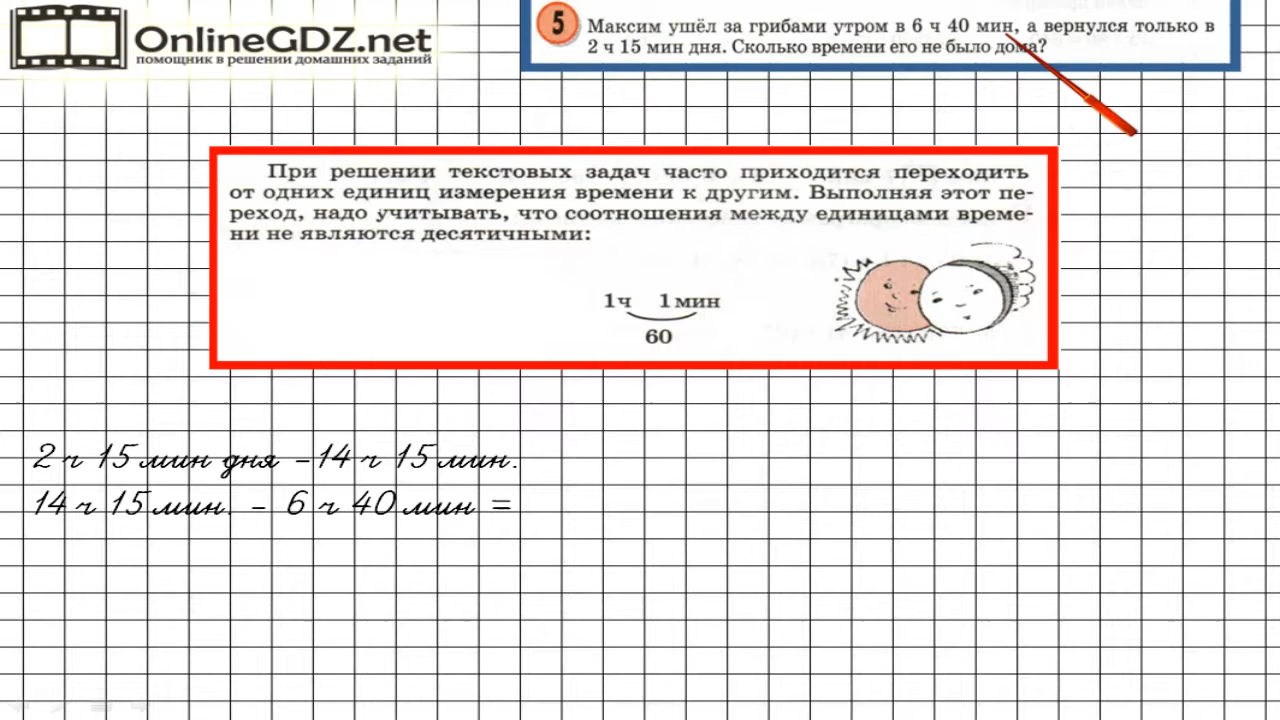 OnlineGDZ.net
помощник в решении домашних заданий
5
Максим ушёл за грибами утром в 6 ч 40 мин, а вернулся только в
2 ч 15 мин дня. Сколько времени его не было дома?
При решении текстовых задач часто приходится переходить
от одних единиц измерения времени к другим. Выполняя этот пе-
реход, надо учитывать, что соотношения между единицами време-
ни не являются десятичными:
1 ч 1 мин
60
2 ч 15 мин дня – 14 ч 15 мин.
14 ч 15 мин. – 6 ч 40 мин =